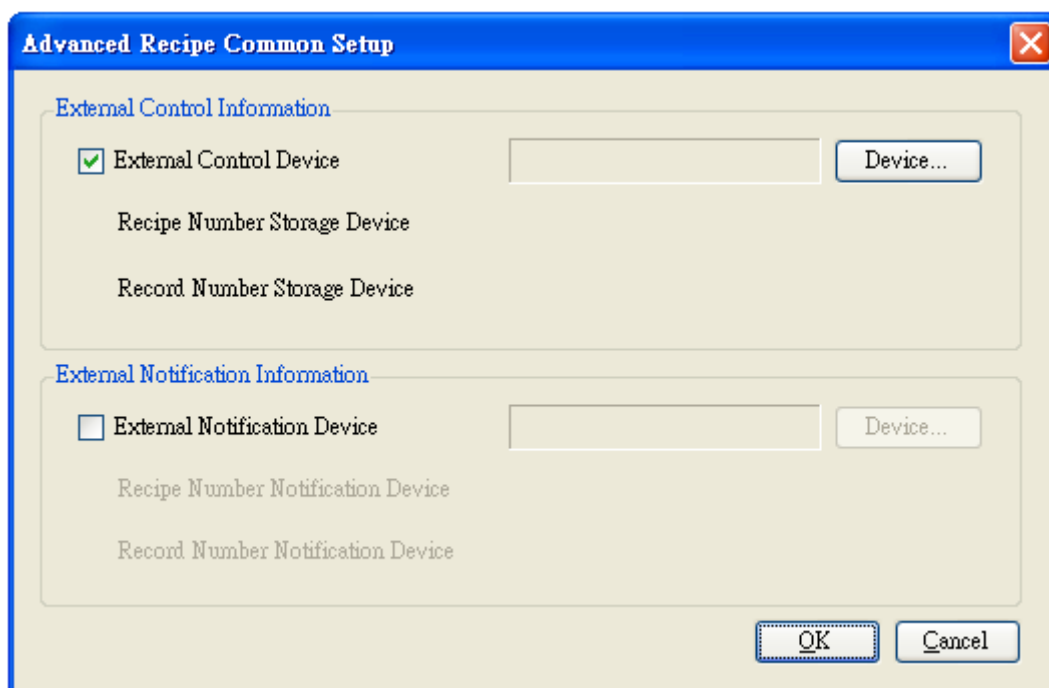 Advanced Recipe Common Setup
External Control Information
External Control Device Device...
Recipe Number Storage Device
Record Number Storage Device
External Notification Information
External Notification Device Device...
Recipe Number Notification Device
Record Number Notification Device
OK Cancel